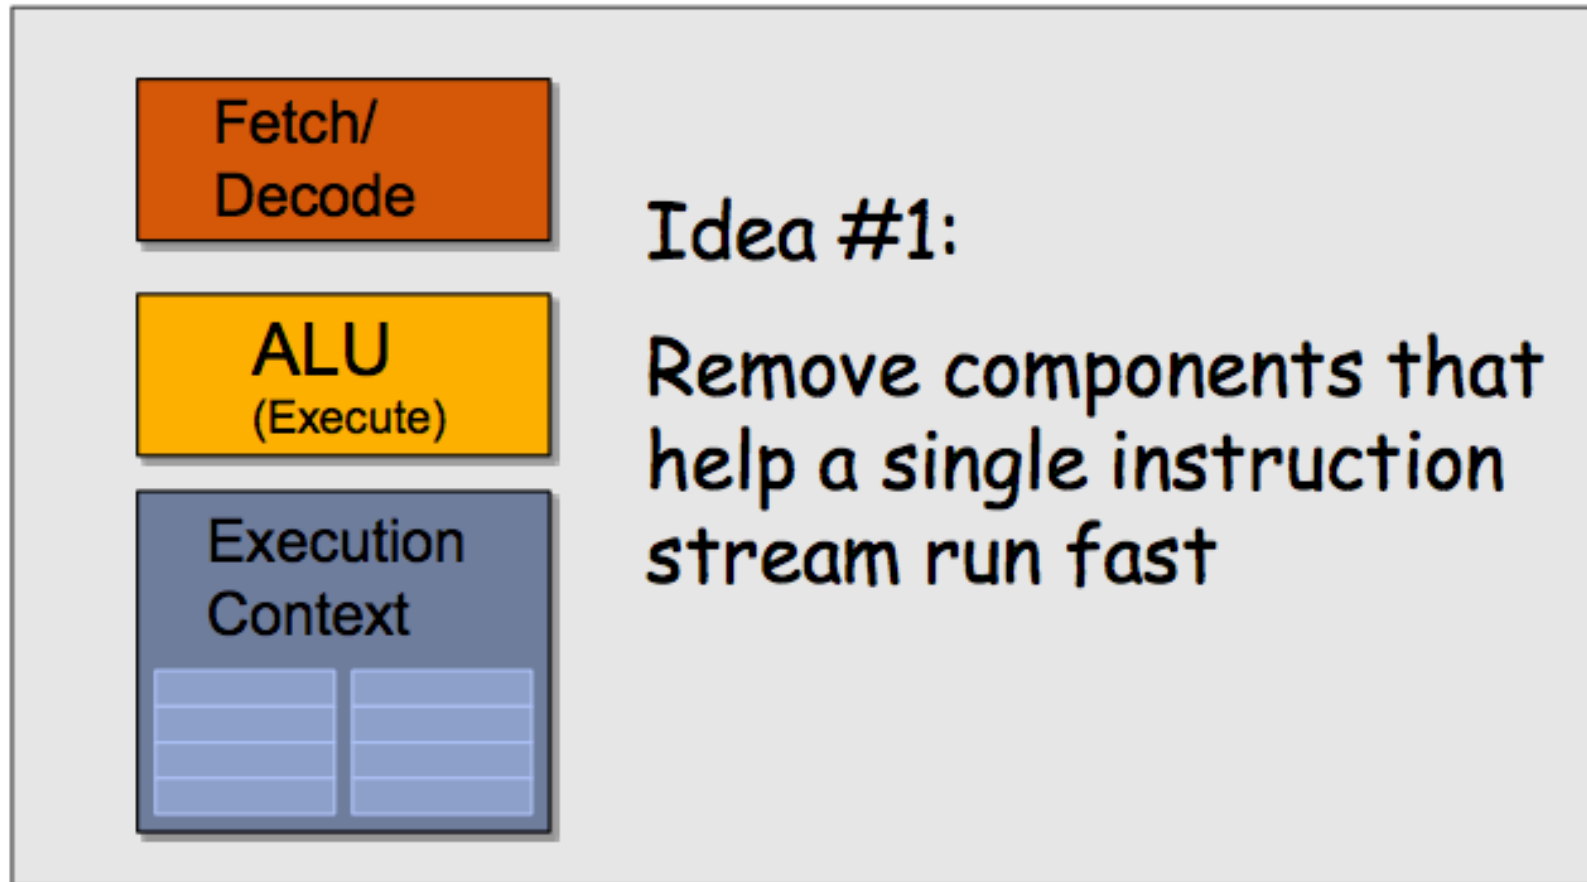 Fetch/
Decode
ALU
(Execute)
Execution
Context
Idea #1:
Remove components that
help a single instruction
stream run fast